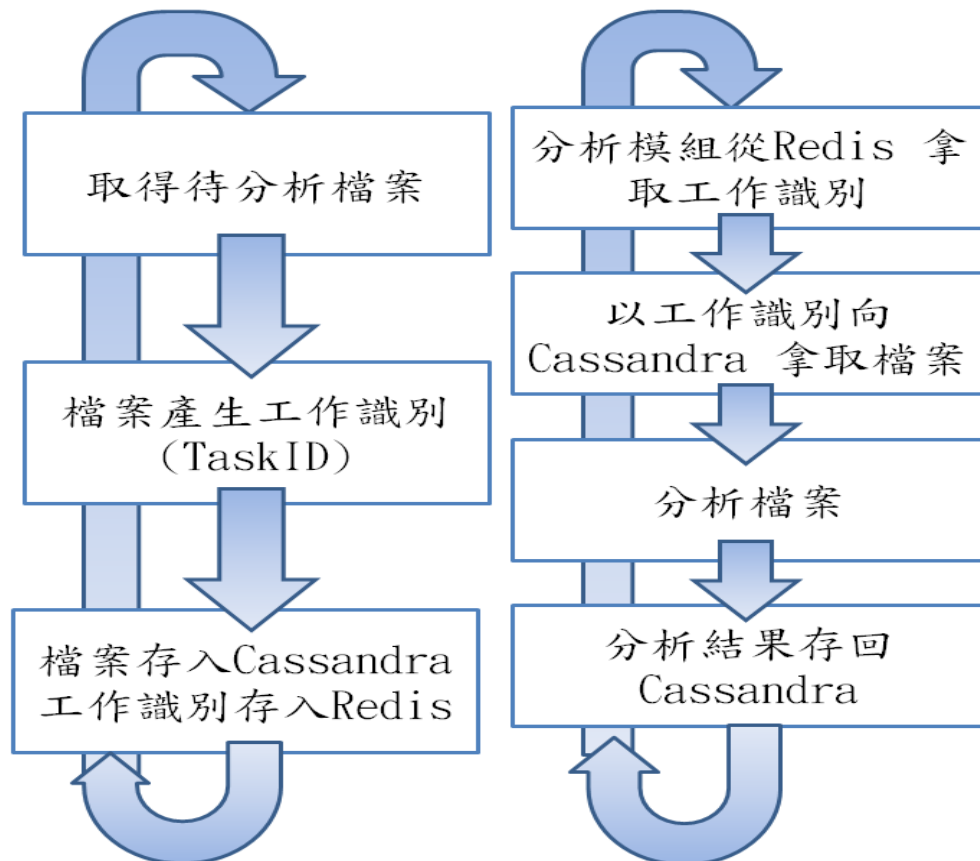 取得待分析檔案
檔案產生工作識別
(TaskID)
檔案存入Cassandra
工作識別存入Redis
分析模組從Redis 拿
取工作識別
以工作識別向
Cassandra 拿取檔案
分析檔案
分析結果存回
Cassandra